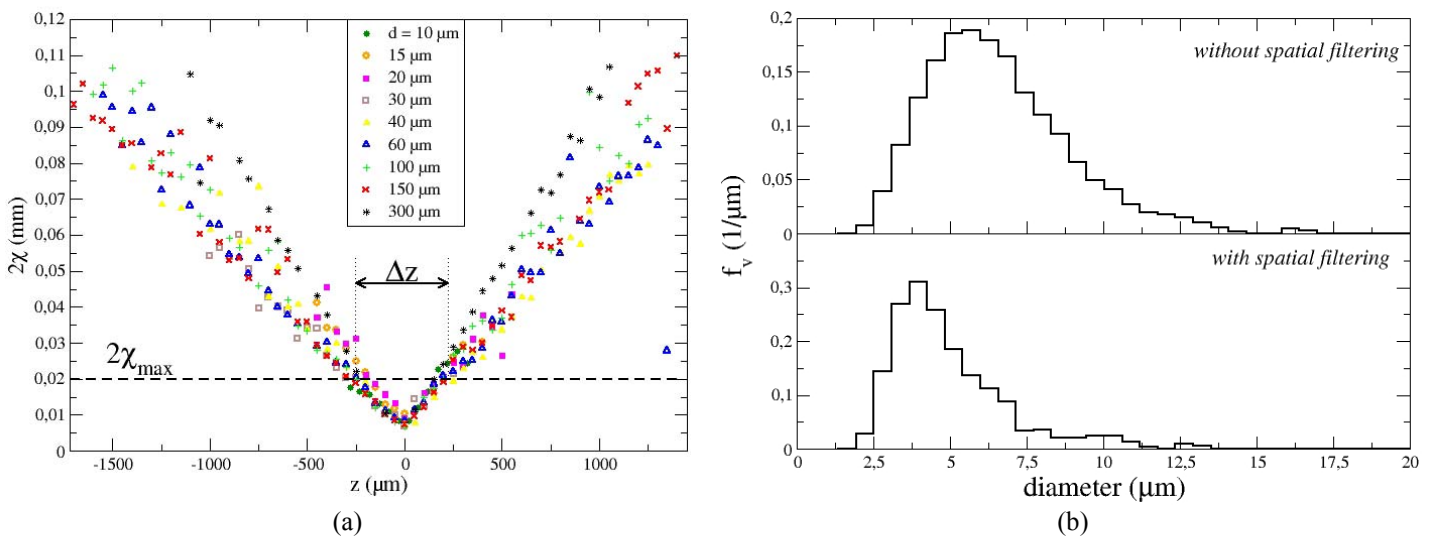 0,12
0,11
0,1
0,09
0,08
0,07
0,06
0,05
0,04
0,03
0,02
0,01
0
2χ (mm)
d = 10 μm
15 μm
20 μm
30 μm
40 μm
60 μm
100 μm
150 μm
300 μm
Δz
2χmax
-1500 -1000 -500 0 500 1000
z (μm)
(a)
0,2
0,15
0,1
0,05
0
without spatial filtering
fv (1/μm)
with spatial filtering
0,3
0,2
0,1
0
0 2,5 5 7,5 10 12,5 15 17,5 20
diameter (μm)
(b)